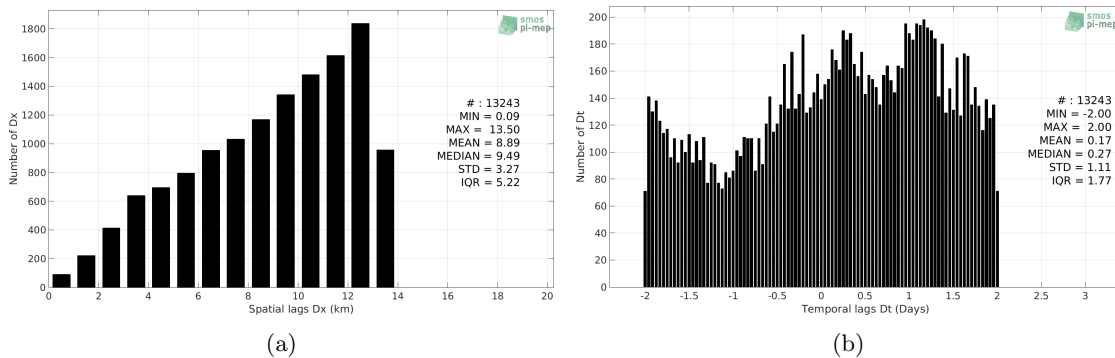 1800
1600
1400
1200
1000
800
600
400
200
0
Number of Dx
0 2 4 6 8 10 12 14 16 18 20
Spatial lags Dx (km)
smos
pi-mep
# : 13243
MIN = 0.09
MAX = 13.50
MEAN = 8.89
MEDIAN = 9.49
STD = 3.27
IQR = 5.22
(a)
200
180
160
140
120
100
80
60
40
20
0
Number of Dt
-2 -1.5 -1 -0.5 0 0.5 1 1.5 2 2.5 3
Temporal lags Dt (Days)
smos
pi-mep
# : 13243
MIN = -2.00
MAX = 2.00
MEAN = 0.17
MEDIAN = 0.27
STD = 1.11
IQR = 1.77
(b)